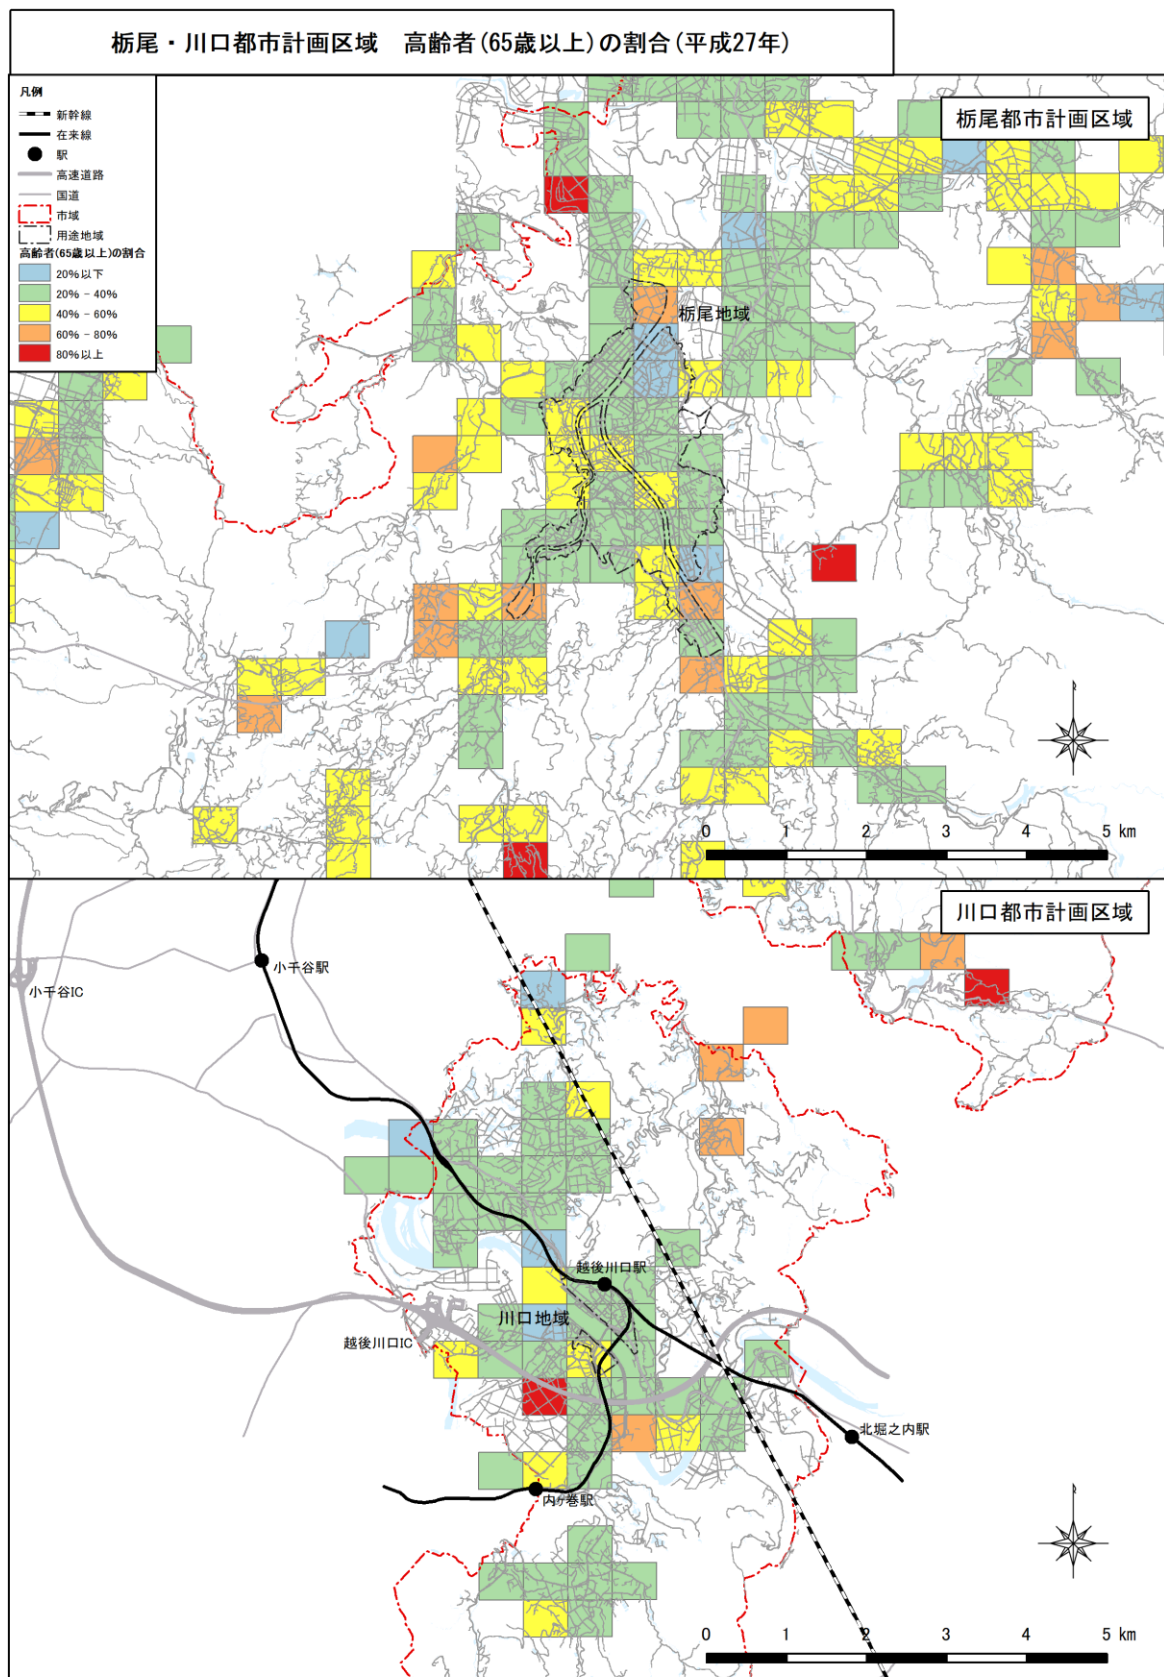 栃尾・川口都市計画区域　高齢者(65歳以上)の割合(平成27年)
凡例
新幹線
在来線
駅
高速道路
国道
市域
用途地域
高齢者(65歳以上)の割合
20%以下
20% - 40%
40% - 60%
60% - 80%
80%以上
栃尾都市計画区域
栃尾地域
0 1 2 3 4 5 km
川口都市計画区域
小千谷駅
小千谷IC
越後川口駅
川口地域
越後川口IC
北堀之内駅
内ヶ巻駅
0 1 2 3 4 5 km